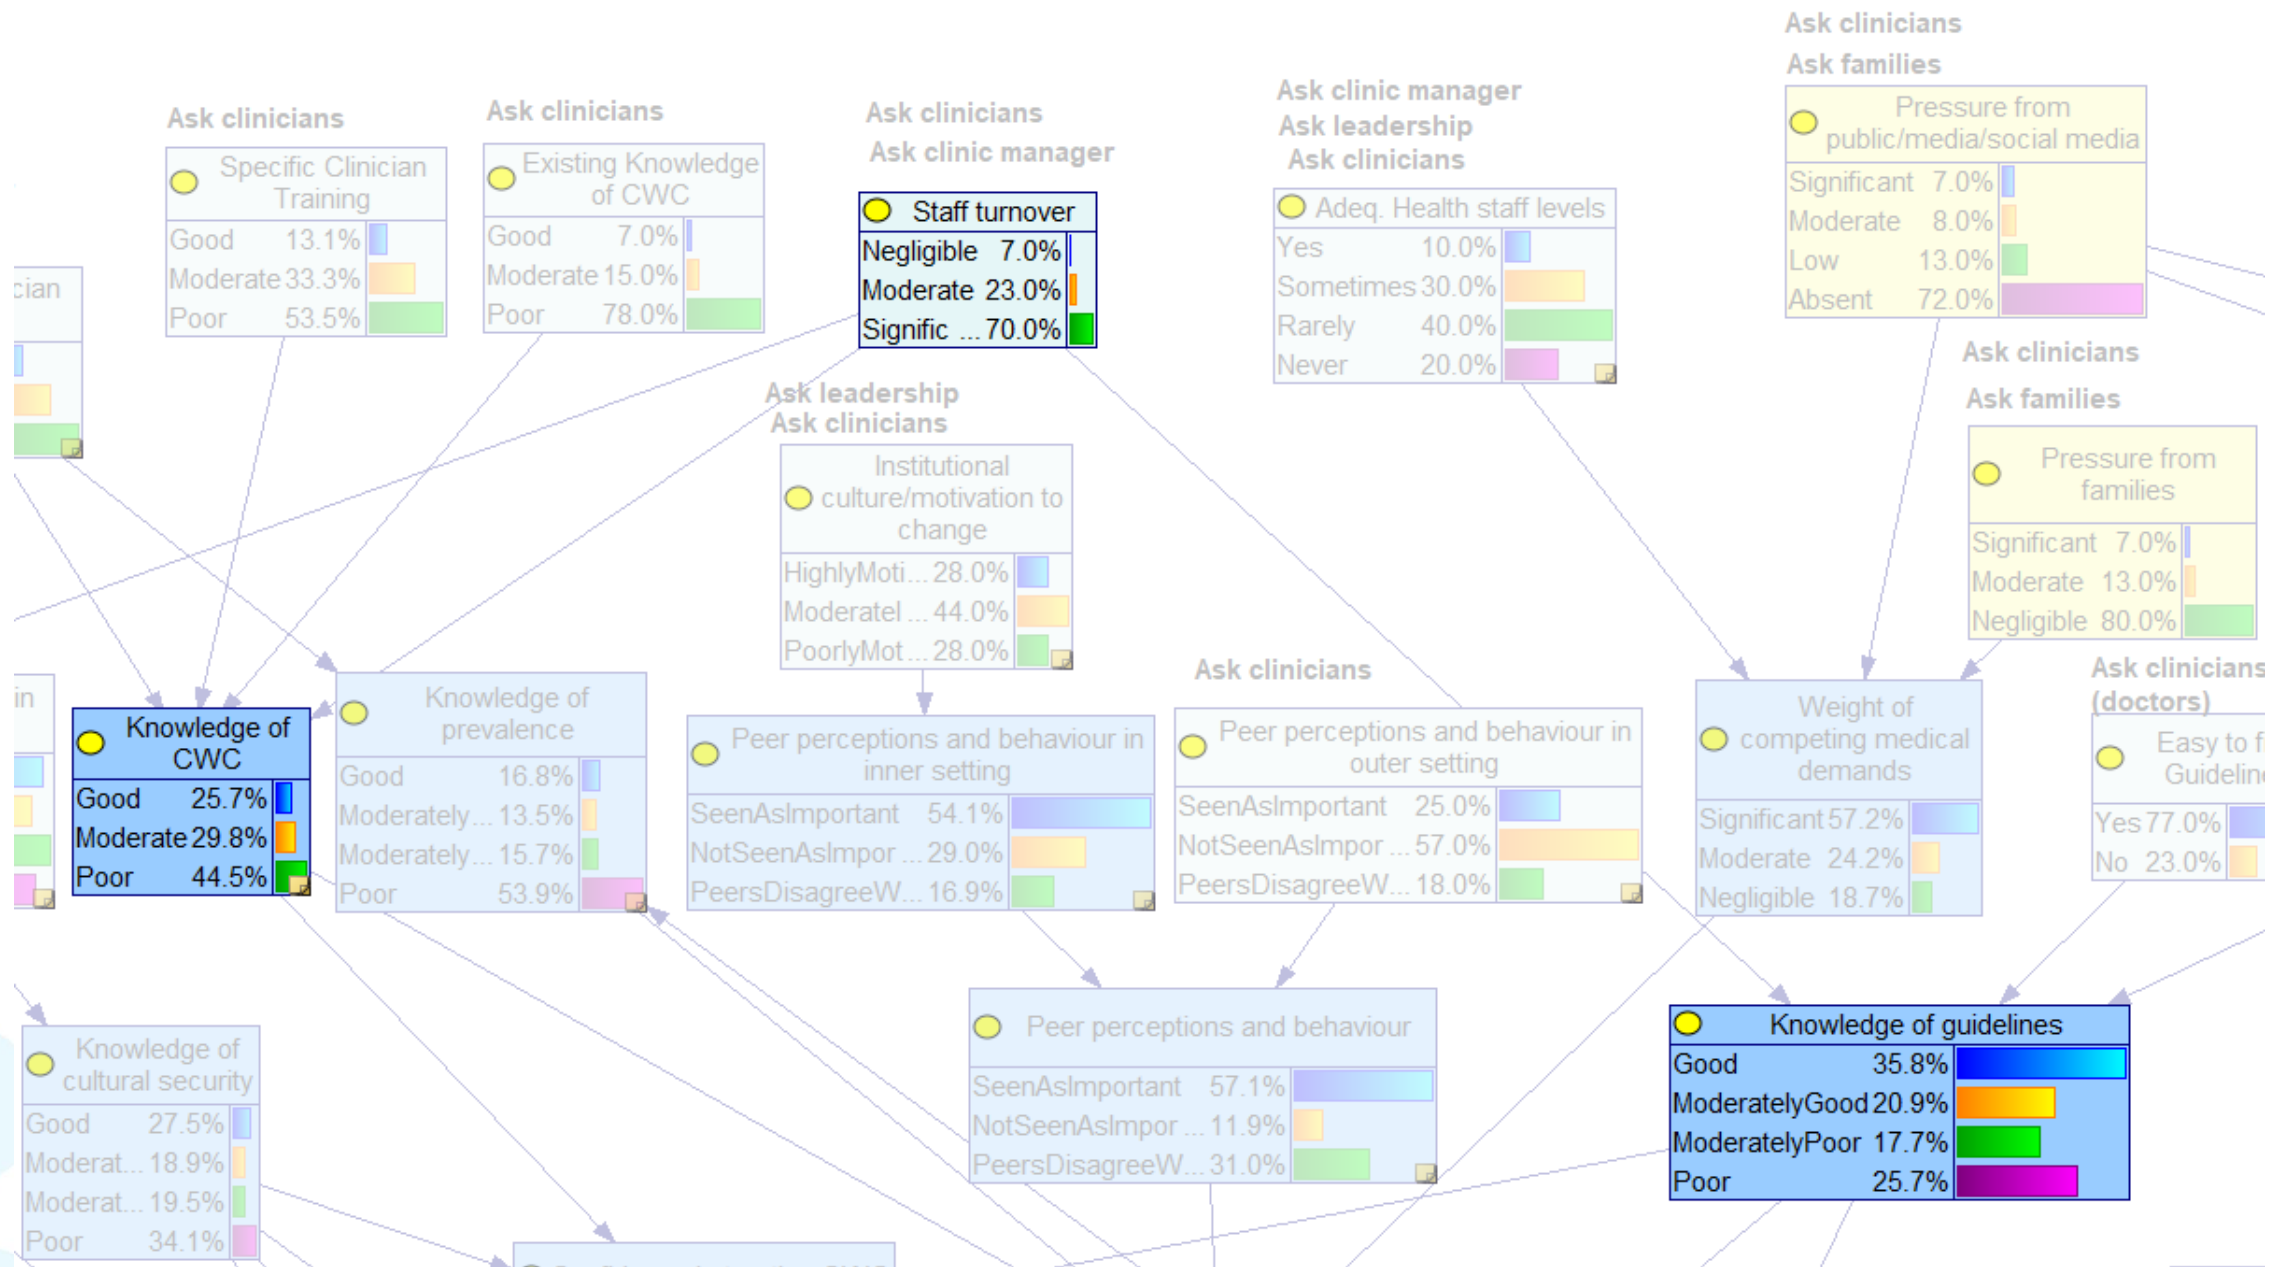 Ask clinicians
Ask families
Pressure from
public/media/social media
Significant 7.0%
Moderate 8.0%
Low 13.0%
Absent 72.0%
Ask clinicians
Specific Clinician
Training
Good 13.1%
Moderate 33.3%
Poor 53.5%
Ask clinicians
Existing Knowledge
of CWC
Good 7.0%
Moderate 15.0%
Poor 78.0%
Ask clinicians
Ask clinic manager
Staff turnover
Negligible 7.0%
Moderate 23.0%
Signific ... 70.0%
Ask clinic manager
Ask leadership
Ask clinicians
Adeq. Health staff levels
Yes 10.0%
Sometimes 30.0%
Rarely 40.0%
Never 20.0%
cian
Ask leadership
Ask clinicians
Institutional
culture/motivation to
change
HighlyMoti... 28.0%
Moderatel ... 44.0%
PoorlyMot ... 28.0%
Ask clinicians
Ask families
Pressure from
families
Significant 7.0%
Moderate 13.0%
Negligible 80.0%
in
Knowledge of
CWC
Good 25.7%
Moderate 29.8%
Poor 44.5%
Knowledge of
prevalence
Good 16.8%
Moderately... 13.5%
Moderately... 15.7%
Poor 53.9%
Peer perceptions and behaviour in
inner setting
SeenAsImportant 54.1%
NotSeenAsImpor ... 29.0%
PeersDisagreeW... 16.9%
Ask clinicians
Peer perceptions and behaviour in
outer setting
SeenAsImportant 25.0%
NotSeenAsImpor ... 57.0%
PeersDisagreeW... 18.0%
Weight of
competing medical
demands
Significant 57.2%
Moderate 24.2%
Negligible 18.7%
Ask clinicians
(doctors)
Easy to fi
Guideline
Yes 77.0%
No 23.0%
Knowledge of
cultural security
Good 27.5%
Moderat... 18.9%
Moderat... 19.5%
Poor 34.1%
Peer perceptions and behaviour
SeenAsImportant 57.1%
NotSeenAsImpor ... 11.9%
PeersDisagreeW... 31.0%
Knowledge of guidelines
Good 35.8%
ModeratelyGood 20.9%
ModeratelyPoor 17.7%
Poor 25.7%